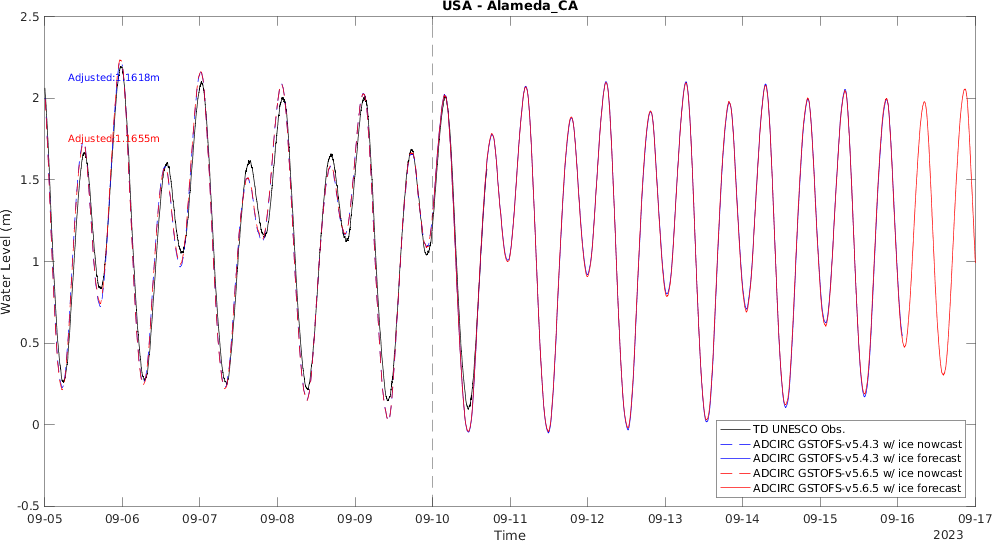 USA - Alameda_CA
2.5
2
1.5
1
0.5
0
-0.5
Water Level (m)
Adjusted:1.1618m
Adjusted:1.1655m
TD UNESCO Obs.
ADCIRC GSTOFS-v5.4.3 w/ ice nowcast
ADCIRC GSTOFS-v5.4.3 w/ ice forecast
ADCIRC GSTOFS-v5.6.5 w/ ice nowcast
ADCIRC GSTOFS-v5.6.5 w/ ice forecast
09-05 09-06 09-07 09-08 09-09 09-10 09-11 09-12 09-13 09-14 09-15 09-16 09-17
Time
2023